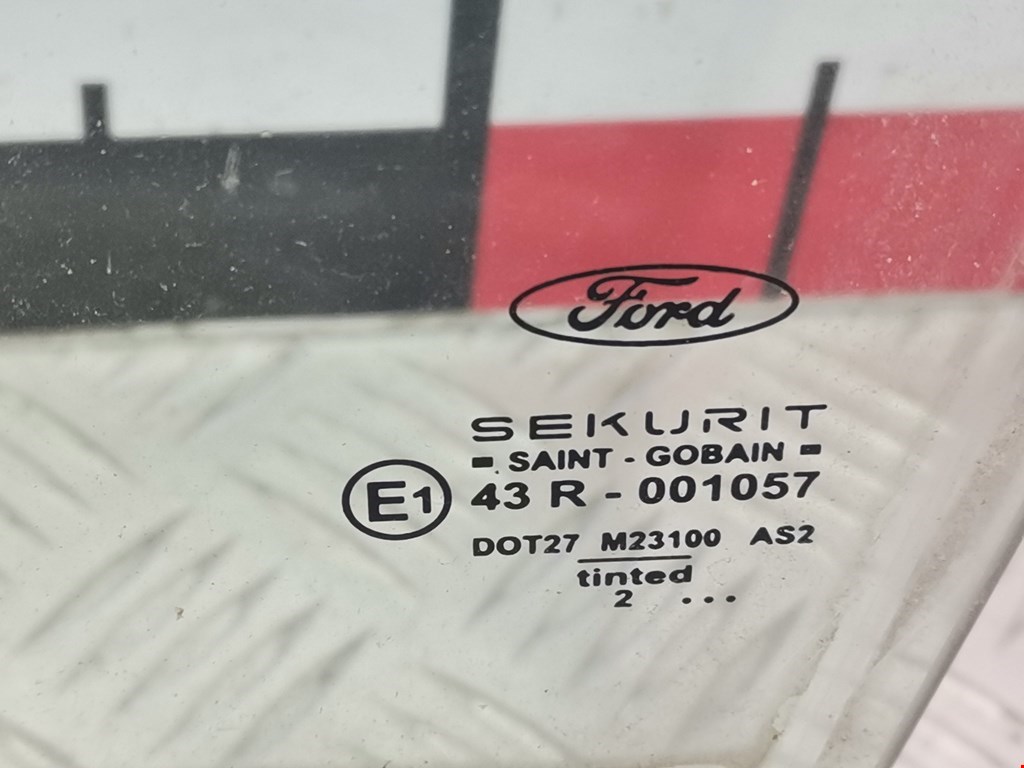 Ford
SEKURIT
- SAINT - GOBAIN -
E1 43 R - 001057
DOT27 M23100 AS2
tinted
2 ...